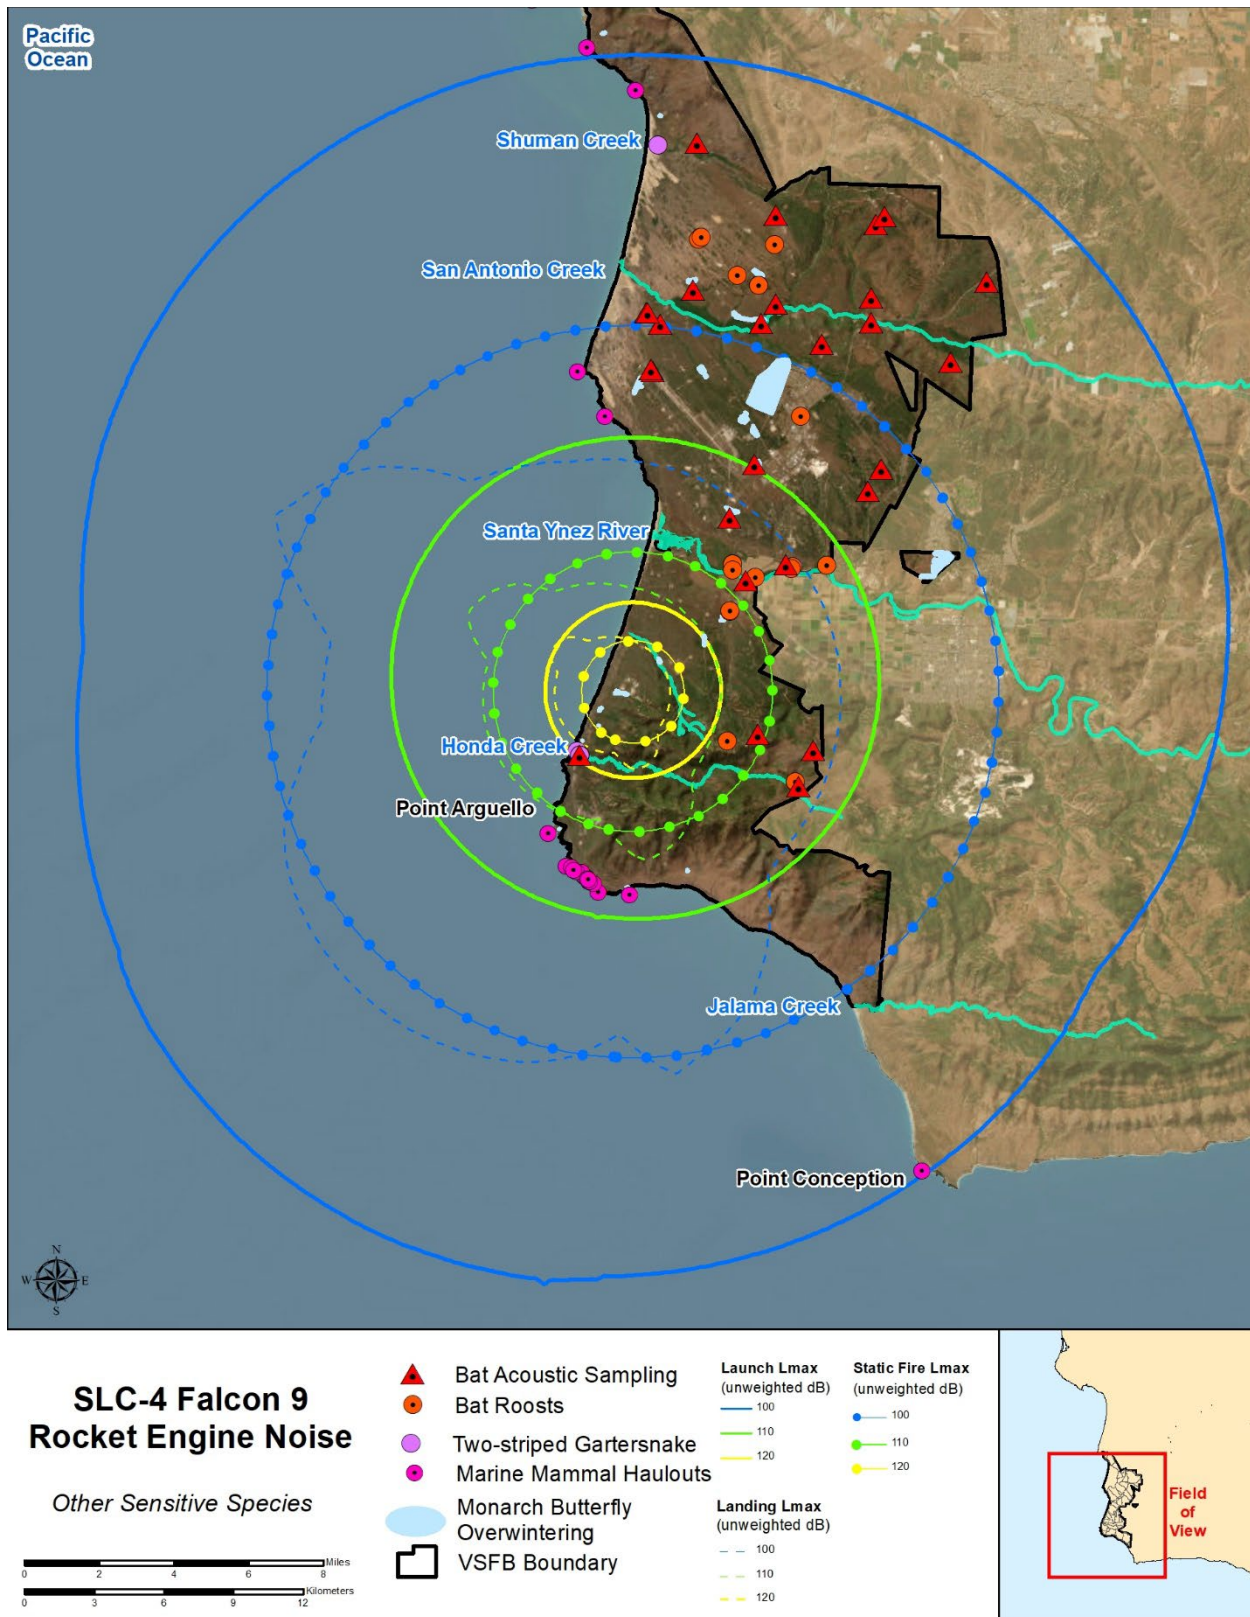 Pacific
Ocean
Shuman Creek
San Antonio Creek
Santa Ynez River
Honda Creek
Point Arguello
Jalama Creek
Point Conception
N
W E
S
SLC-4 Falcon 9
Rocket Engine Noise
Other Sensitive Species
Miles
0 2 4 6 8
Kilometers
0 3 6 9 12
Bat Acoustic Sampling
Bat Roosts
Two-striped Gartersnake
Marine Mammal Haulouts
Monarch Butterfly
Overwintering
VSFB Boundary
Launch Lmax
(unweighted dB)
100
110
120
Landing Lmax
(unweighted dB)
100
110
120
Static Fire Lmax
(unweighted dB)
100
110
120
Field
of
View